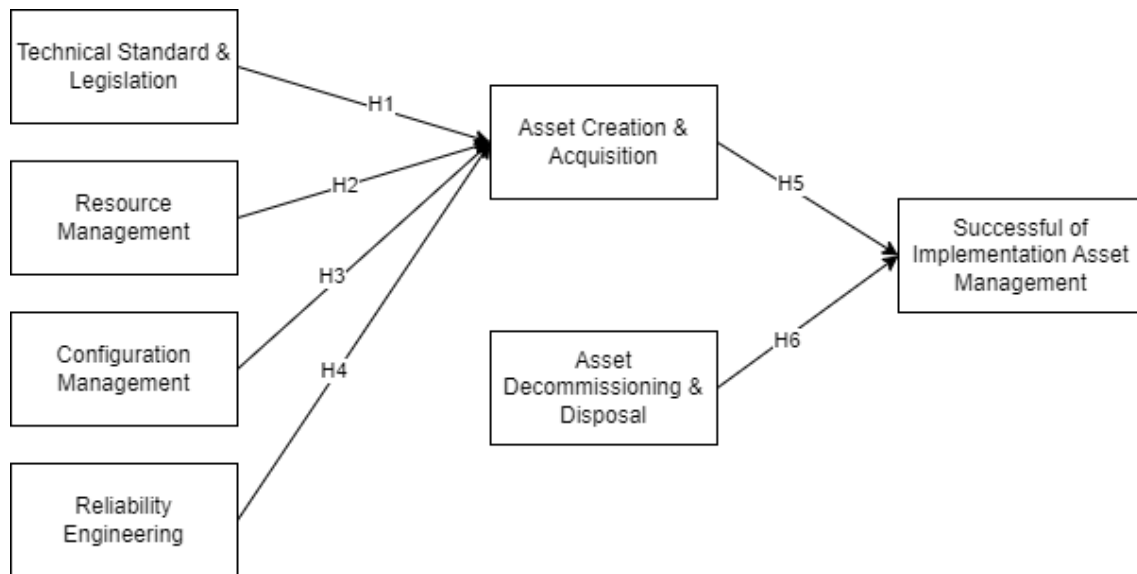 Technical Standard &
Legislation
H1
Asset Creation &
Acquisition
Resource
Management
H2
H5
Successful of
Implementation Asset
Management
Configuration
Management
H3
H4
Asset
Decommissioning &
Disposal
H6
Reliability
Engineering